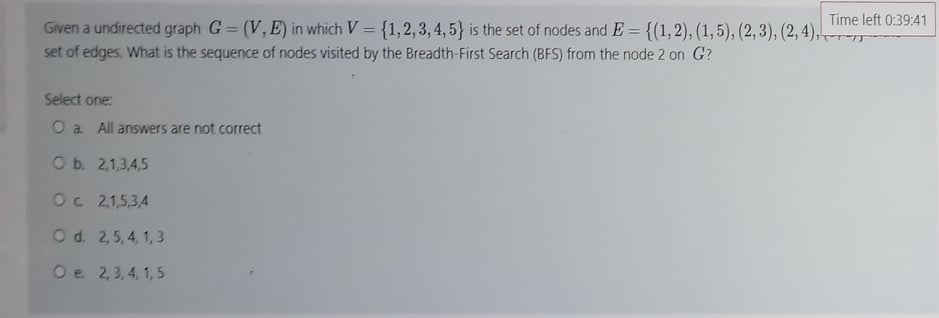 Time left 0:39:41
Given a undirected graph G = (V, E) in which V = {1, 2, 3, 4, 5} is the set of nodes and E = {(1, 2), (1, 5), (2, 3), (2, 4),
set of edges. What is the sequence of nodes visited by the Breadth-First Search (BFS) from the node 2 on G?
Select one:
a. All answers are not correct
b. 2,1,3,4,5
c. 2,1,5,3,4
d. 2, 5, 4, 1, 3
e. 2, 3, 4, 1, 5